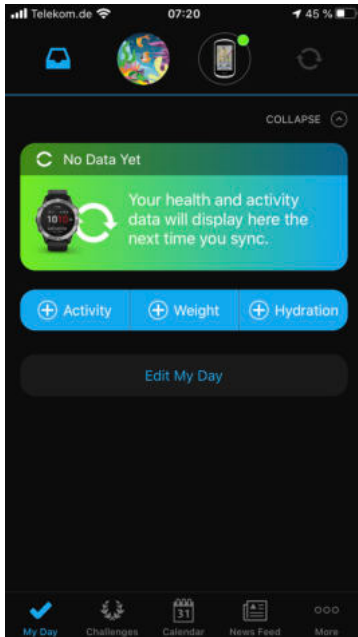 Telekom.de 07:20 45 %
COLLAPSE
No Data Yet
Your health and activity
data will display here the
next time you sync.
Activity Weight Hydration
Edit My Day
31
My Day Challenges Calendar News Feed More